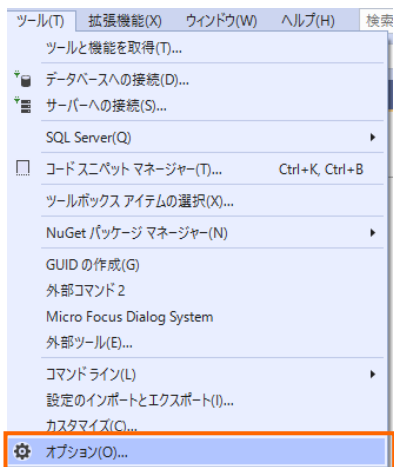 ツール(T) 拡張機能(X) ウィンドウ(W) ヘルプ(H) 検索
ツールと機能を取得(T)...
データベースへの接続(D)...
サーバーへの接続(S)...
SQL Server(Q)
コード スニペット マネージャー(T)... Ctrl+K, Ctrl+B
ツールボックス アイテムの選択(X)...
NuGet パッケージ マネージャー(N)
GUID の作成(G)
外部コマンド 2
Micro Focus Dialog System
外部ツール(E)...
コマンド ライン(L)
設定のインポートとエクスポート(I)...
カスタマイズ(C)...
オプション(O)...